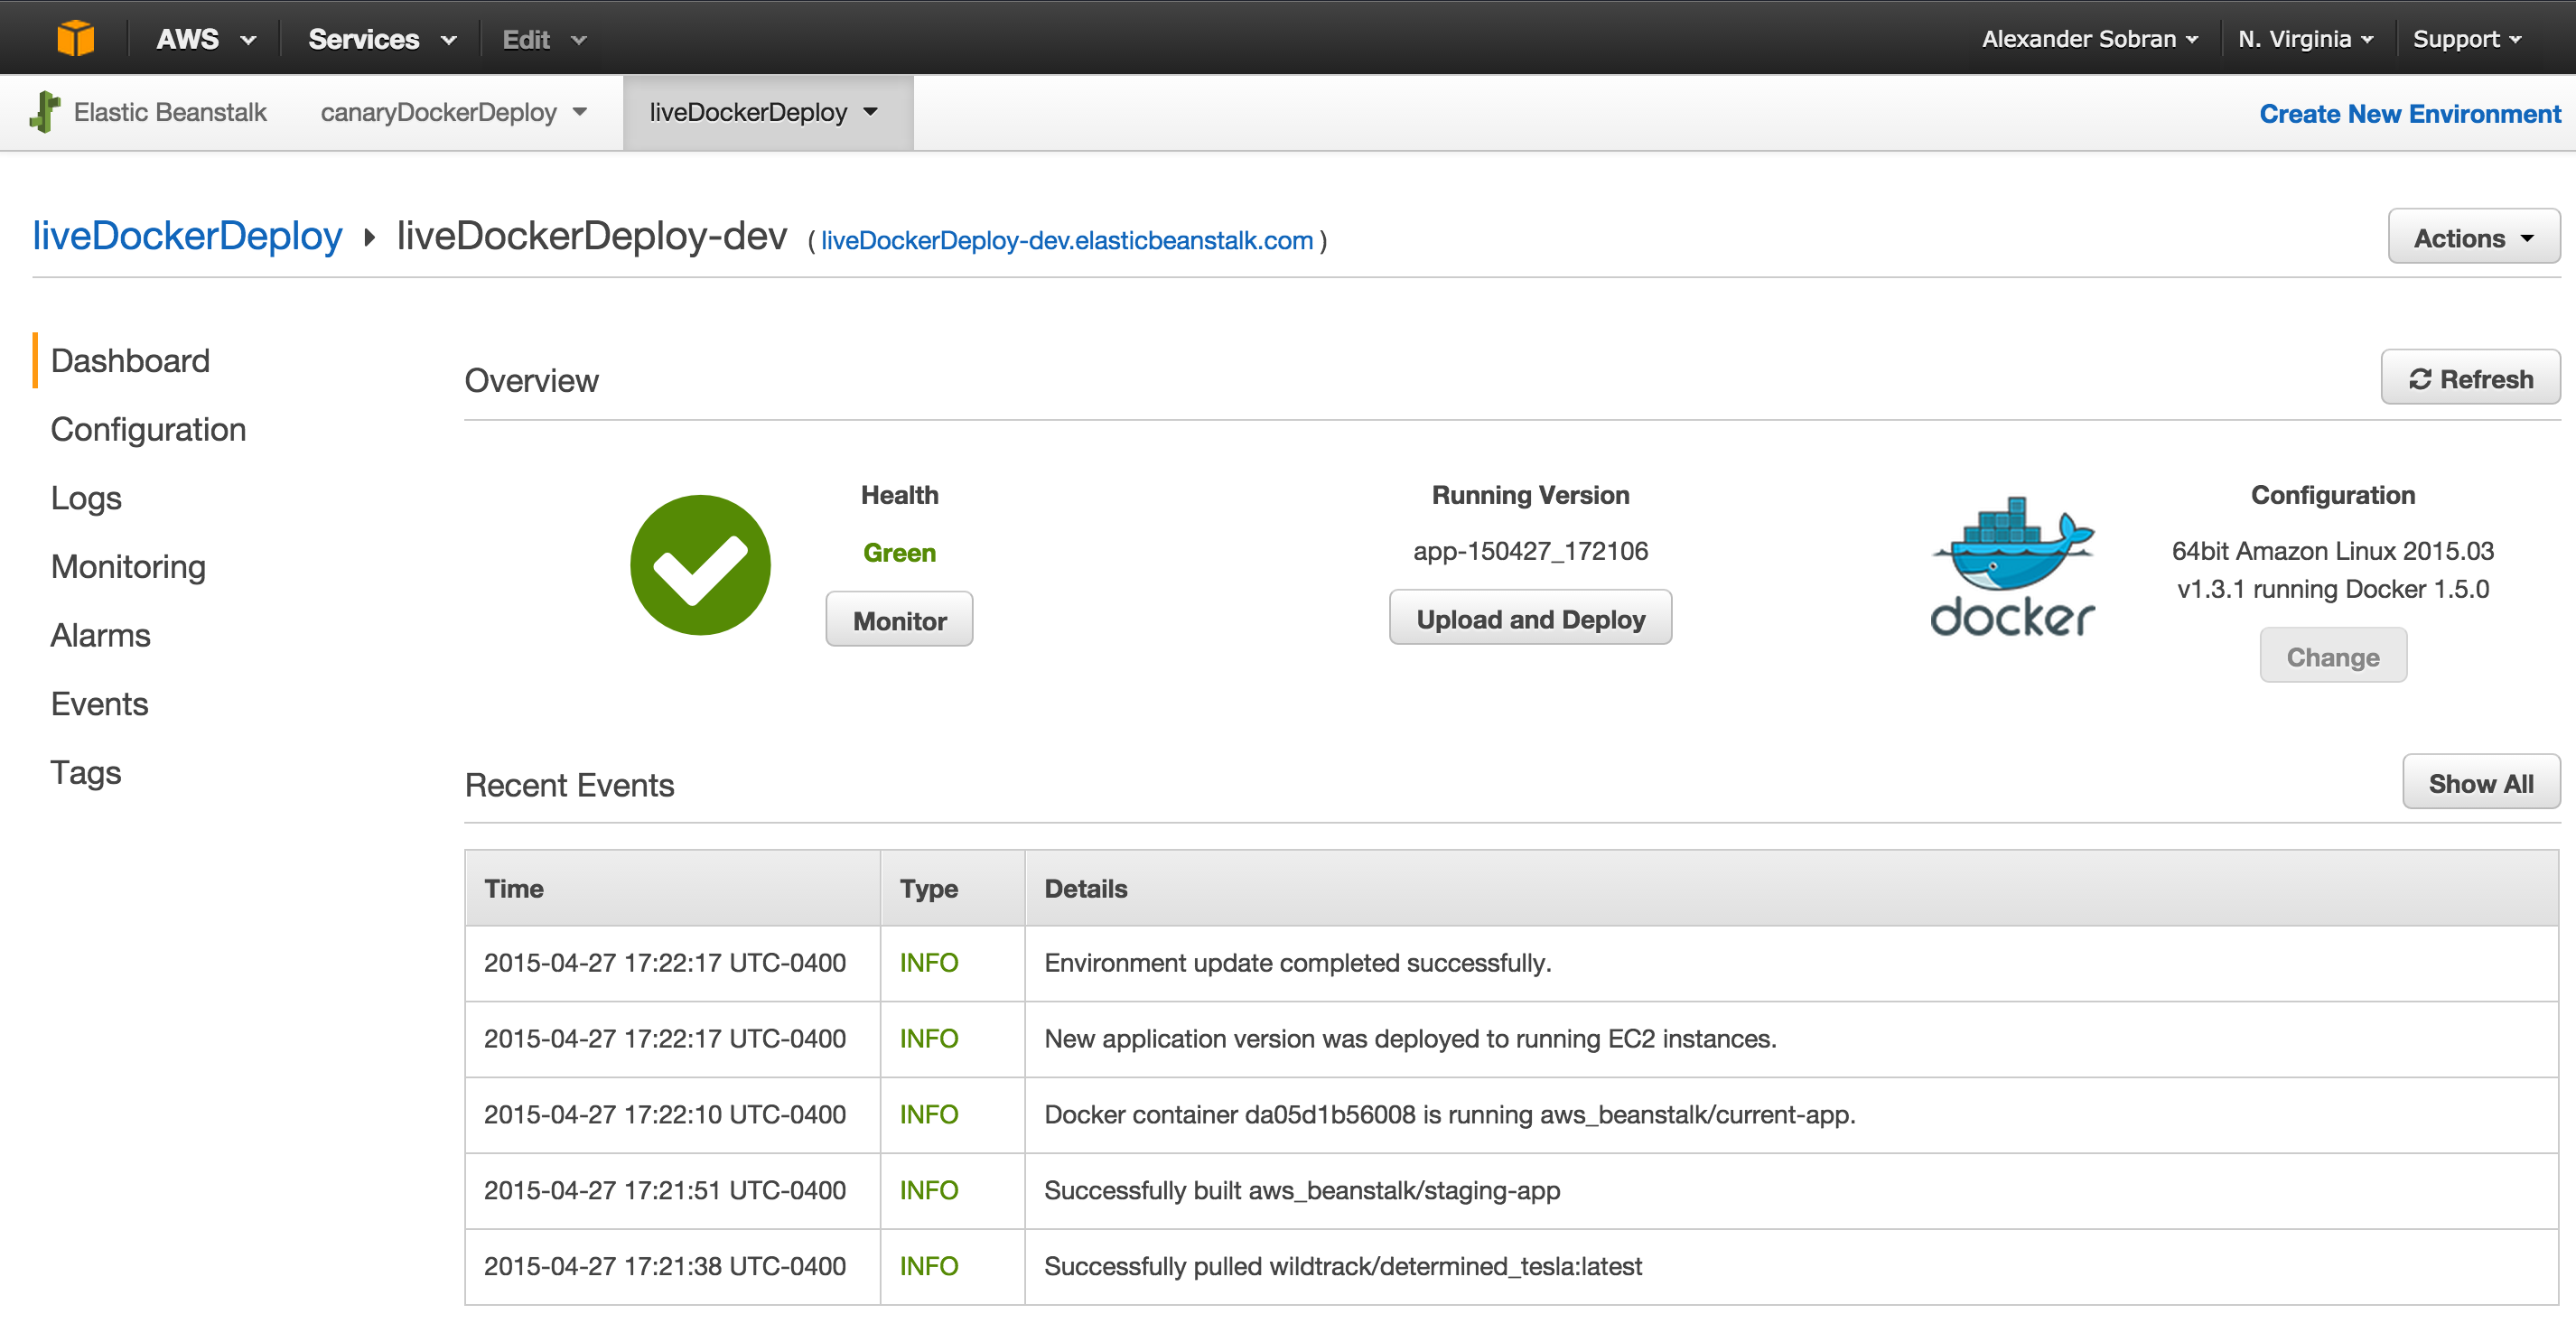 AWS Services Edit Alexander Sobran N. Virginia Support
Elastic Beanstalk canaryDockerDeploy liveDockerDeploy Create New Environment
liveDockerDeploy liveDockerDeploy-dev ( liveDockerDeploy-dev.elasticbeanstalk.com )
Actions
Dashboard
Configuration
Logs
Monitoring
Alarms
Events
Tags
Overview
Refresh
Health
Green
Monitor
Running Version
app-150427_172106
Upload and Deploy
docker
Configuration
64bit Amazon Linux 2015.03
v1.3.1 running Docker 1.5.0
Change
Recent Events
Show All
Time Type Details
2015-04-27 17:22:17 UTC-0400 INFO Environment update completed successfully.
2015-04-27 17:22:17 UTC-0400 INFO New application version was deployed to running EC2 instances.
2015-04-27 17:22:10 UTC-0400 INFO Docker container da05d1b56008 is running aws_beanstalk/current-app.
2015-04-27 17:21:51 UTC-0400 INFO Successfully built aws_beanstalk/staging-app
2015-04-27 17:21:38 UTC-0400 INFO Successfully pulled wildtrack/determined_tesla:latest